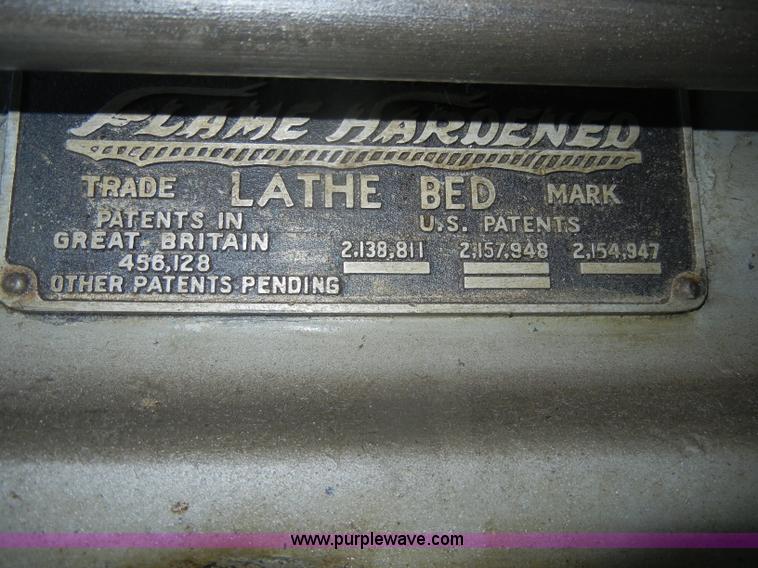 FLAME HARDENED
TRADE LATHE BED MARK
PATENTS IN
GREAT BRITAIN
456,128
OTHER PATENTS PENDING
U.S. PATENTS
2,138,811 2,157,948 2,154,947
www.purplewave.com